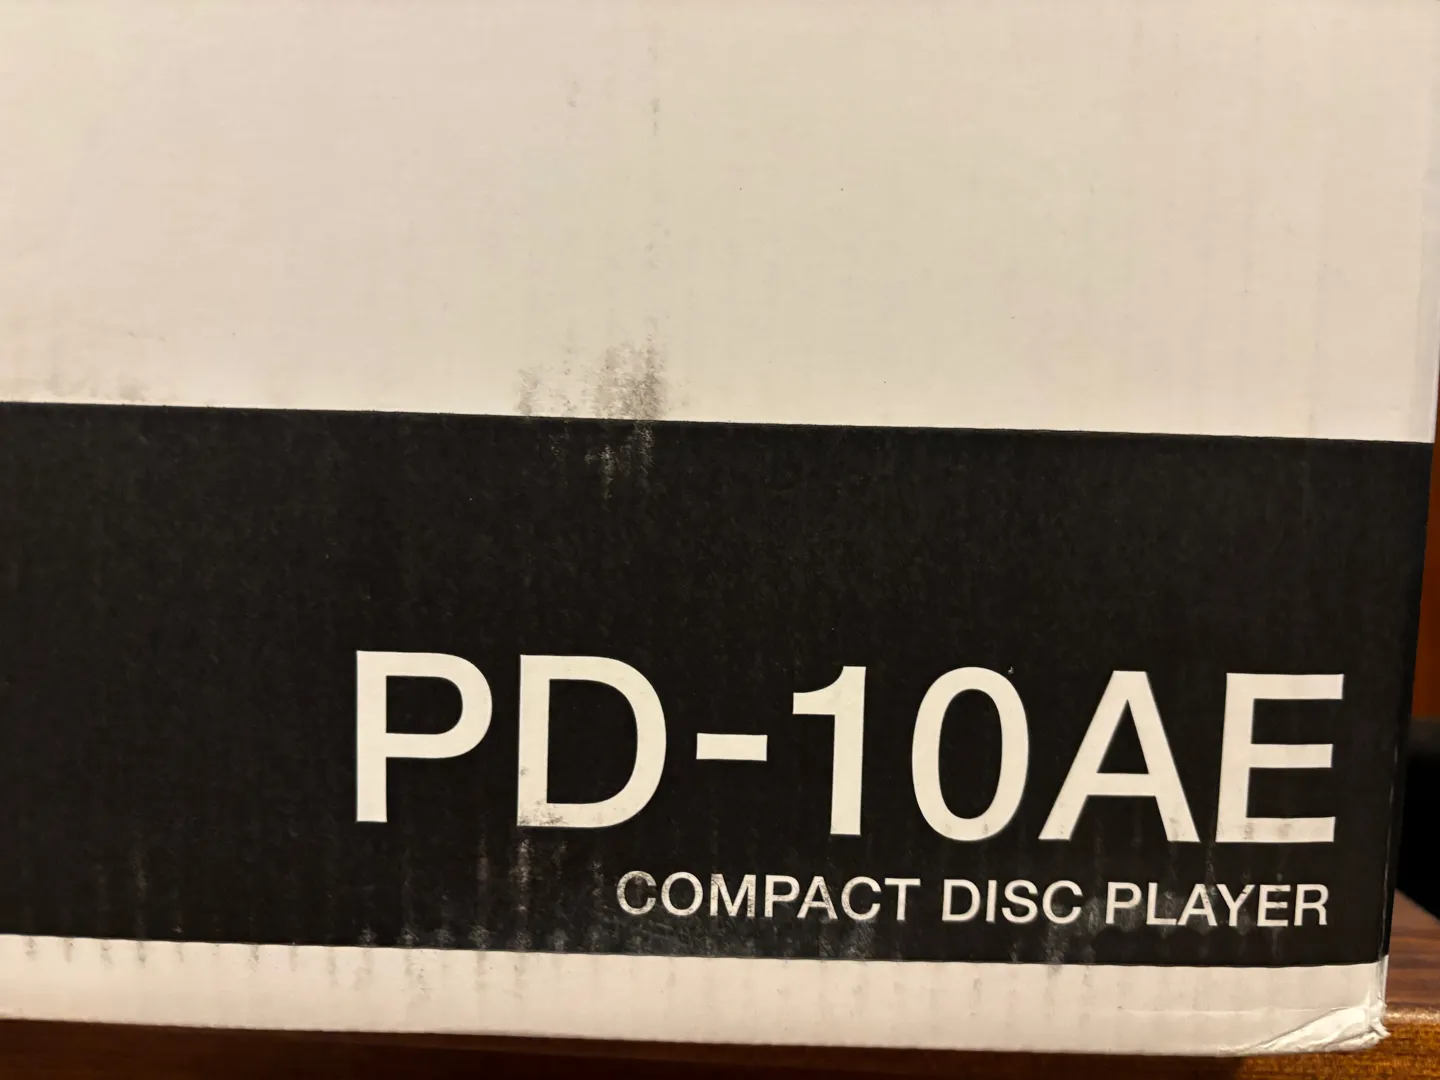 PD-10AE
COMPACT DISC PLAYER